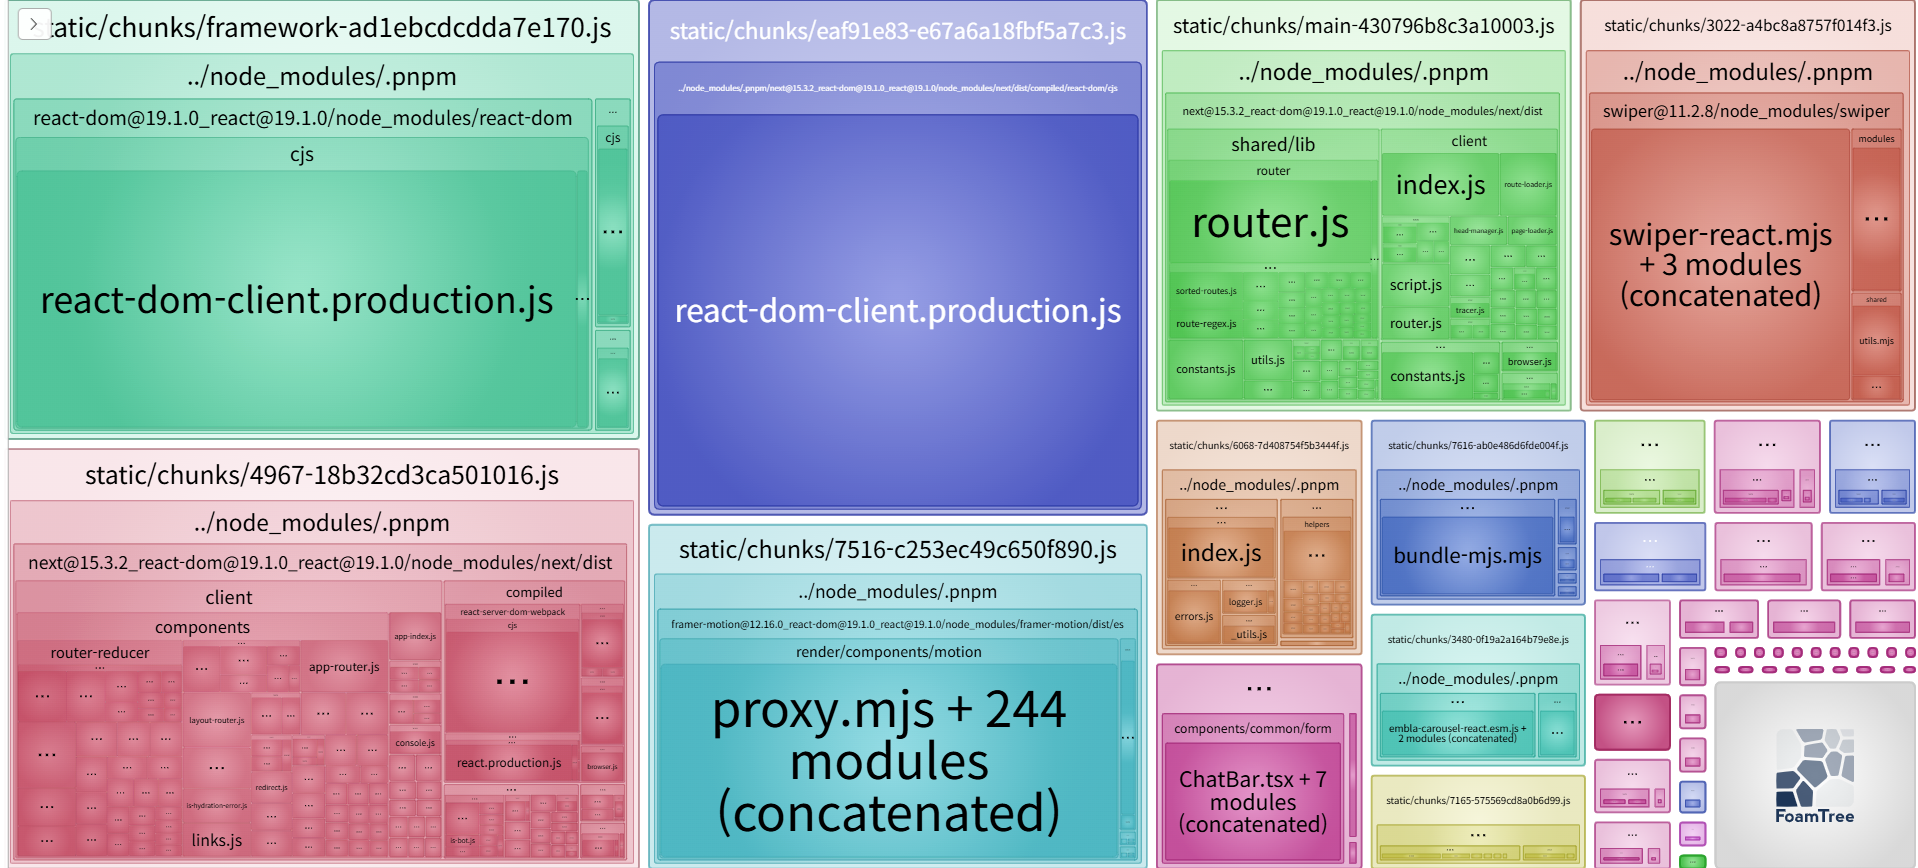 static/chunks/framework-ad1ebcdcdda7e170.js
../node_modules/.pnpm
react-dom@19.1.0_react@19.1.0/node_modules/react-dom
...
cjs
cjs
...
react-dom-client.production.js
...
...
...
...
static/chunks/eaf91e83-e67a6a18fbf5a7c3.js
../node_modules/.pnpm/next@15.3.2_react-dom@19.1.0_react@19.1.0/node_modules/next/dist/compiled/react-dom/cjs
react-dom-client.production.js
static/chunks/main-430796b8c3a10003.js
../node_modules/.pnpm
next@15.3.2_react-dom@19.1.0_react@19.1.0/node_modules/next/dist
shared/lib
router
router.js
...
sorted-routes.js
route-regex.js
constants.js
utils.js
client
index.js
route-loader.js
head-manager.js
page-loader.js
script.js
tracer.js
router.js
...
constants.js
browser.js
static/chunks/3022-a4bc8a8757f014f3.js
../node_modules/.pnpm
swiper@11.2.8/node_modules/swiper
swiper-react.mjs
+ 3 modules
(concatenated)
modules
...
shared
utils.mjs
...
static/chunks/4967-18b32cd3ca501016.js
../node_modules/.pnpm
next@15.3.2_react-dom@19.1.0_react@19.1.0/node_modules/next/dist
client
components
router-reducer
...
app-router.js
layout-router.js
redirect.js
is-hydration-error.js
links.js
app-index.js
console.js
compiled
react-server-dom-webpack
cjs
...
react.production.js
browser.js
is-bot.js
static/chunks/7516-c253ec49c650f890.js
../node_modules/.pnpm
framer-motion@12.16.0_react-dom@19.1.0_react@19.1.0/node_modules/framer-motion/dist/es
render/components/motion
proxy.mjs + 244
modules
(concatenated)
...
static/chunks/6068-7d408754f5b3444f.js
../node_modules/.pnpm
...
...
index.js
errors.js
logger.js
_utils.js
...
helpers
...
static/chunks/7616-ab0e486d6fde004f.js
../node_modules/.pnpm
...
bundle-mjs.mjs
static/chunks/3480-0f19a2a164b79e8e.js
../node_modules/.pnpm
...
embla-carousel-react.esm.js +
2 modules (concatenated)
...
...
components/common/form
ChatBar.tsx + 7
modules
(concatenated)
static/chunks/7165-575569cd8a0b6d99.js
...
...
...
...
...
...
...
...
...
FoamTree